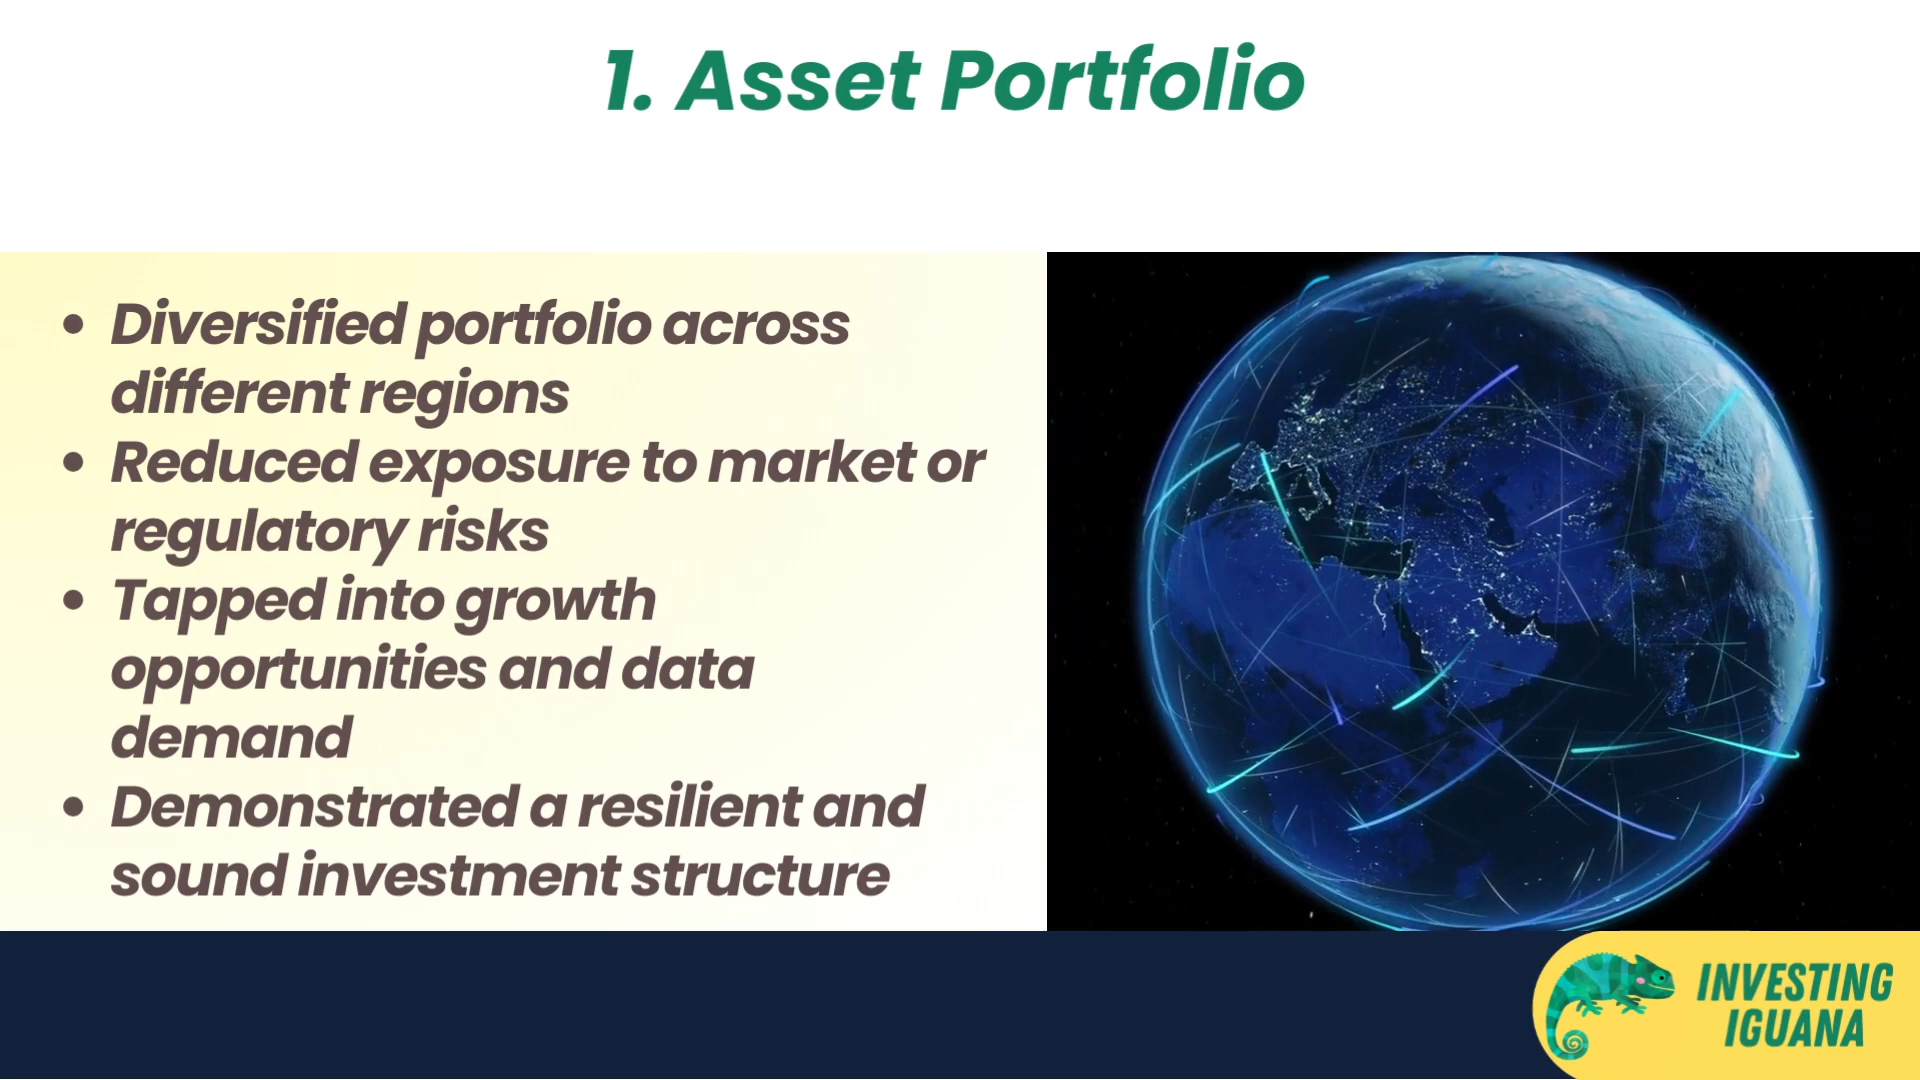 1. Asset Portfolio
• Diversified portfolio across
different regions
• Reduced exposure to market or
regulatory risks
• Tapped into growth
opportunities and data
demand
• Demonstrated a resilient and
sound investment structure
INVESTING
IGUANA